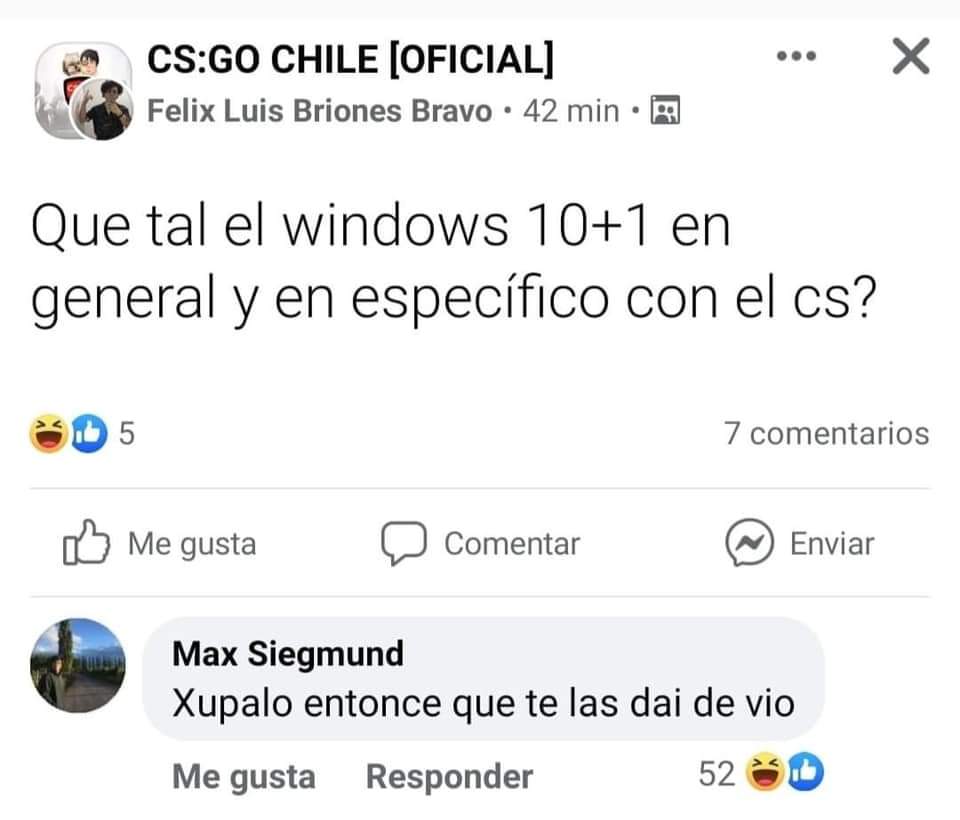 CS:GO CHILE [OFICIAL]
Felix Luis Briones Bravo • 42 min •
Que tal el windows 10+1 en
general y en específico con el cs?
5
7 comentarios
Me gusta
Comentar
Enviar
Max Siegmund
Xupalo entonce que te las dai de vio
Me gusta Responder 52